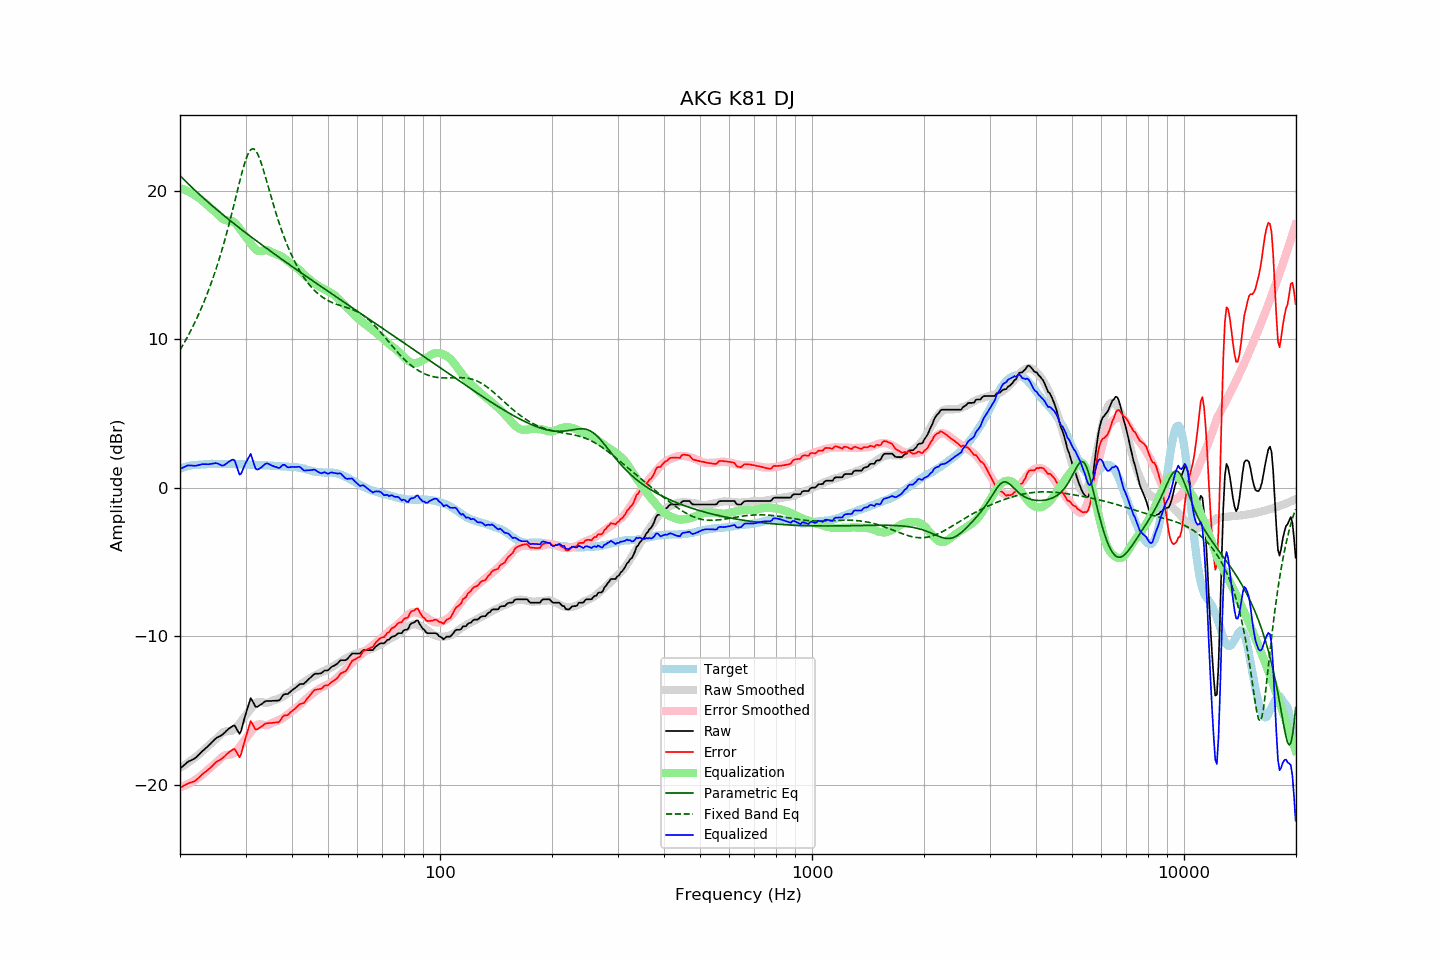 AKG K81 DJ
Amplitude (dBr)
20
10
0
−10
−20
Target
Raw Smoothed
Error Smoothed
Raw
Error
Equalization
Parametric Eq
Fixed Band Eq
Equalized
100
1000
10000
Frequency (Hz)